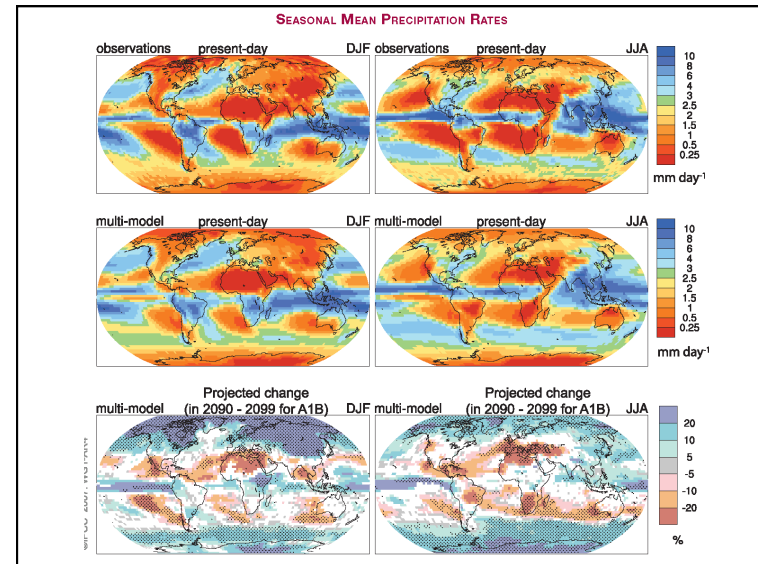 SEASONAL MEAN PRECIPITATION RATES
observations present-day DJF
observations present-day JJA
10
8
6
4
3
2.5
2
1.5
1
0.5
0.25
mm day-1
multi-model present-day DJF
multi-model present-day JJA
10
8
6
4
3
2.5
2
1.5
1
0.5
0.25
mm day-1
Projected change
multi-model (in 2090 - 2099 for A1B) DJF
Projected change
multi-model (in 2090 - 2099 for A1B) JJA
20
10
5
-5
-10
-20
%
2007: WG1-AR4